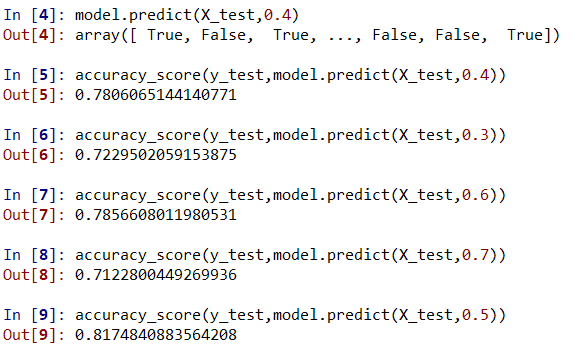 In [4]: model.predict(X_test,0.4)
Out[4]: array([ True, False,  True, ..., False, False,  True])
In [5]: accuracy_score(y_test,model.predict(X_test,0.4))
Out[5]: 0.7806065144140771
In [6]: accuracy_score(y_test,model.predict(X_test,0.3))
Out[6]: 0.7229502059153875
In [7]: accuracy_score(y_test,model.predict(X_test,0.6))
Out[7]: 0.7856608011980531
In [8]: accuracy_score(y_test,model.predict(X_test,0.7))
Out[8]: 0.7122800449269936
In [9]: accuracy_score(y_test,model.predict(X_test,0.5))
Out[9]: 0.8174840883564208